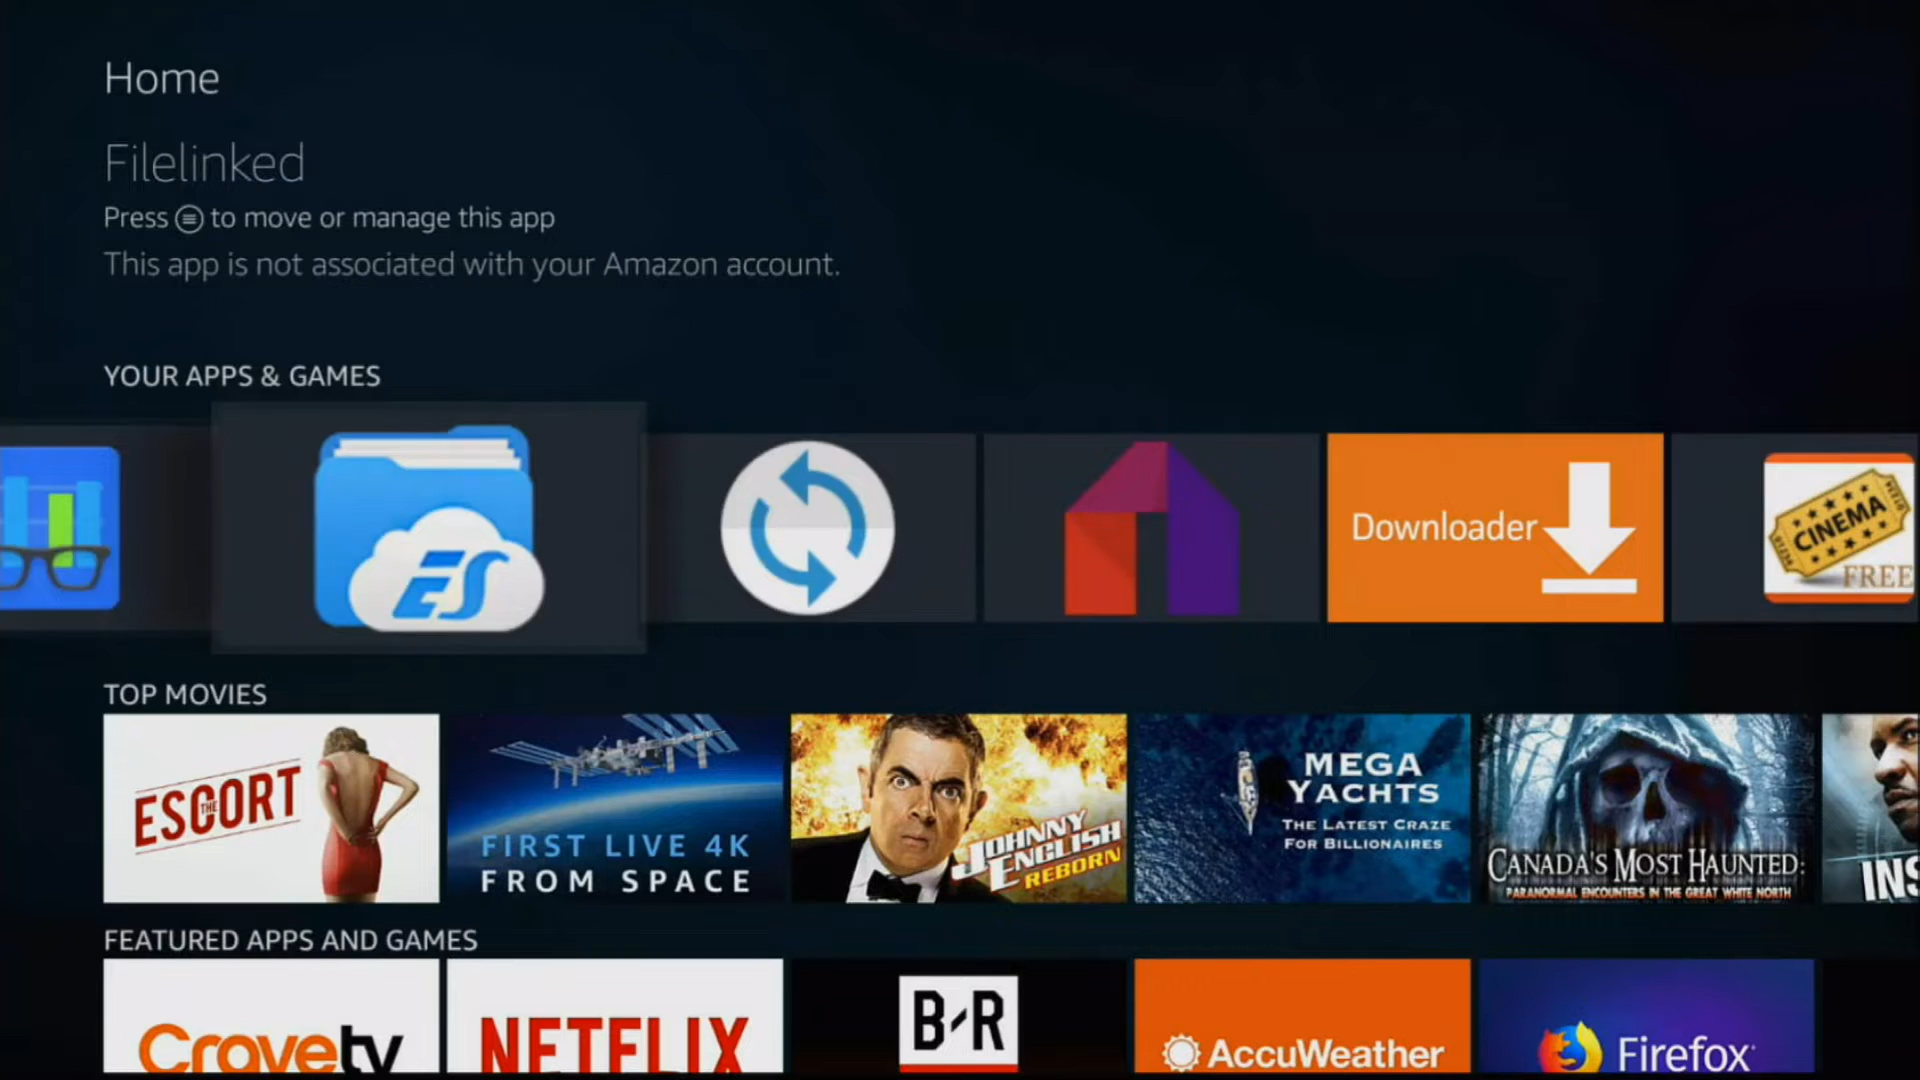 Home
Filelinked
Press to move or manage this app
This app is not associated with your Amazon account.
YOUR APPS & GAMES
ES
Downloader
CINEMA
FREE
TOP MOVIES
THE ESCORT
FIRST LIVE 4K
FROM SPACE
JOHNNY
ENGLISH
REBORN
MEGA
YACHTS
THE LATEST CRAZE
FOR BILLIONAIRES
CANADA'S MOST HAUNTED:
PARANORMAL ENCOUNTERS IN THE GREAT WHITE NORTH
INS
FEATURED APPS AND GAMES
Cravetv
NETFLIX
B/R
AccuWeather
Firefox